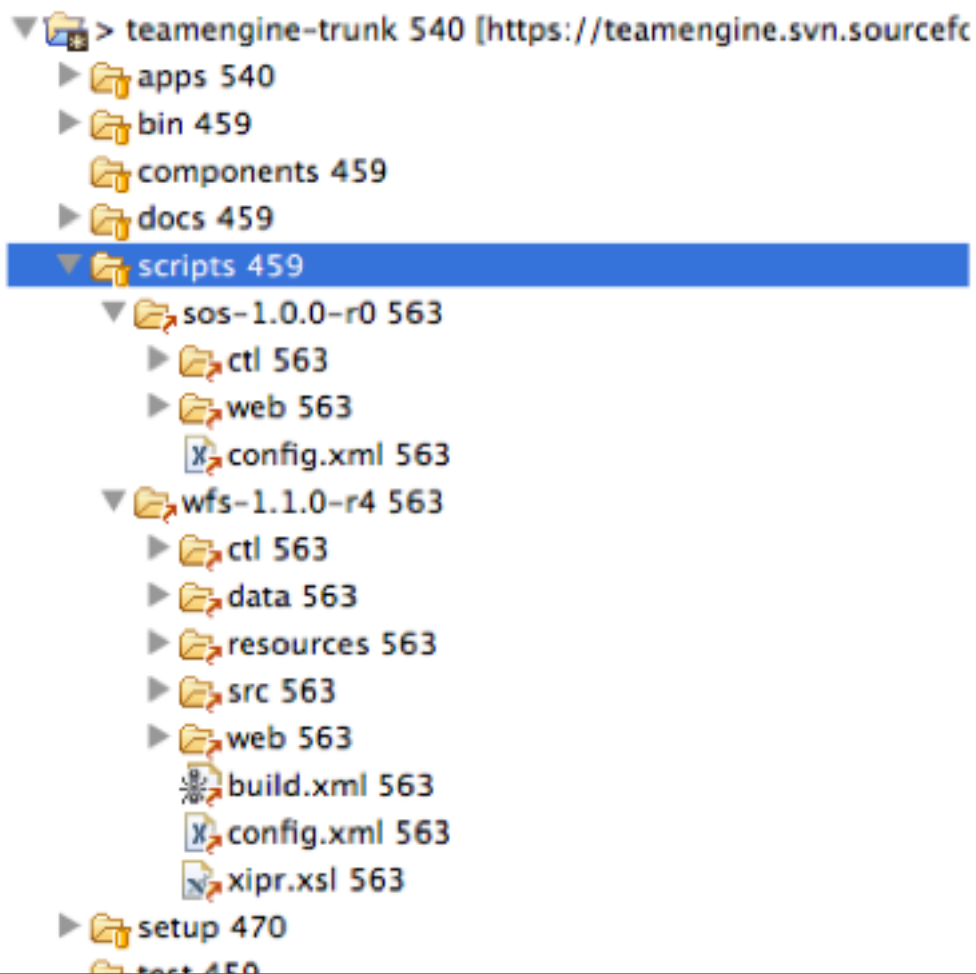 > teamengine-trunk 540 [https://teamengine.svn.sourcefo
apps 540
bin 459
components 459
docs 459
scripts 459
sos-1.0.0-r0 563
ctl 563
web 563
config.xml 563
wfs-1.1.0-r4 563
ctl 563
data 563
resources 563
src 563
web 563
build.xml 563
config.xml 563
xipr.xsl 563
setup 470
test 459